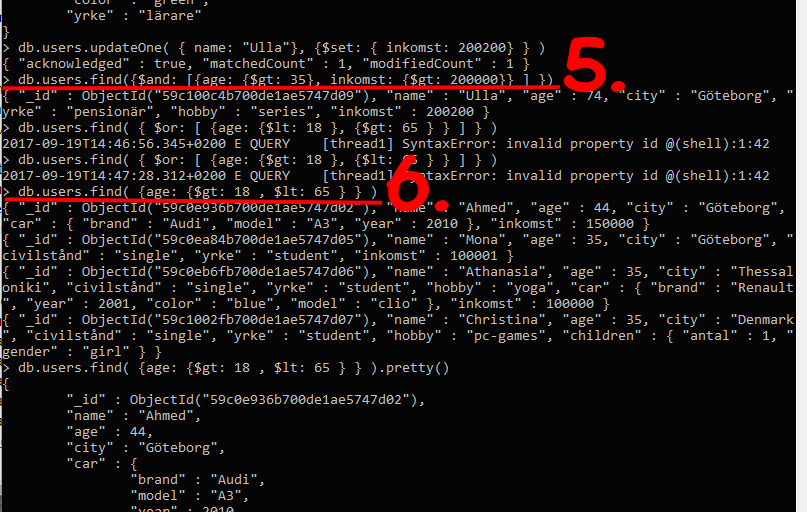 "color" : "green",
"yrke" : "lärare"
}
> db.users.updateOne( { name: "Ulla"}, {$set: { inkomst: 200200} } )
{ "acknowledged" : true, "matchedCount" : 1, "modifiedCount" : 1 }
> db.users.find({$and: [{age: {$gt: 35}, inkomst: {$gt: 200000}} ] })
5.
{ "_id" : ObjectId("59c100c4b700de1ae5747d09"), "name" : "Ulla", "age" : 74, "city" : "Göteborg", "
yrke" : "pensionär", "hobby" : "series", "inkomst" : 200200 }
> db.users.find( { $or: [ {age: {$lt: 18 }, {$gt: 65 } } ] } )
2017-09-19T14:46:56.345+0200 E QUERY    [thread1] SyntaxError: invalid property id @(shell):1:42
> db.users.find( { $or: [ {age: {$gt: 18 }, {$lt: 65 } } ] } )
2017-09-19T14:47:28.312+0200 E QUERY    [thread1] SyntaxError: invalid property id @(shell):1:42
> db.users.find( {age: {$gt: 18 , $lt: 65 } } )
6.
{ "_id" : ObjectId("59c0e936b700de1ae5747d02"), "name" : "Ahmed", "age" : 44, "city" : "Göteborg",
"car" : { "brand" : "Audi", "model" : "A3", "year" : 2010 }, "inkomst" : 150000 }
{ "_id" : ObjectId("59c0ea84b700de1ae5747d05"), "name" : "Mona", "age" : 35, "city" : "Göteborg", "
civilstånd" : "single", "yrke" : "student", "inkomst" : 100001 }
{ "_id" : ObjectId("59c0eb6fb700de1ae5747d06"), "name" : "Athanasia", "age" : 35, "city" : "Thessal
oniki", "civilstånd" : "single", "yrke" : "student", "hobby" : "yoga", "car" : { "brand" : "Renault
", "year" : 2001, "color" : "blue", "model" : "clio" }, "inkomst" : 100000 }
{ "_id" : ObjectId("59c1002fb700de1ae5747d07"), "name" : "Christina", "age" : 35, "city" : "Denmark
", "civilstånd" : "single", "yrke" : "student", "hobby" : "pc-games", "children" : { "antal" : 1, "
gender" : "girl" } }
> db.users.find( {age: {$gt: 18 , $lt: 65 } } ).pretty()
{
"_id" : ObjectId("59c0e936b700de1ae5747d02"),
"name" : "Ahmed",
"age" : 44,
"city" : "Göteborg",
"car" : {
"brand" : "Audi",
"model" : "A3",
"year" : 2010